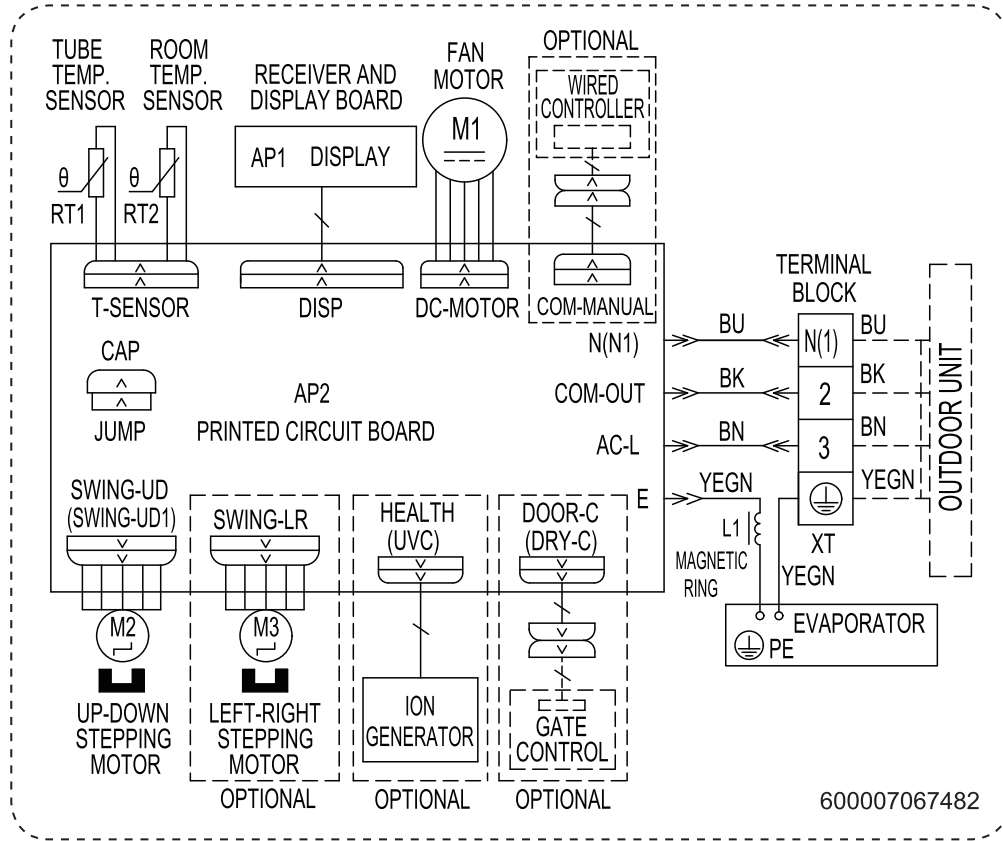 TUBE
TEMP.
SENSOR
ROOM
TEMP.
SENSOR
RECEIVER AND
DISPLAY BOARD
FAN
MOTOR
OPTIONAL
WIRED
CONTROLLER
AP1 DISPLAY
M1
θ
RT1
θ
RT2
T-SENSOR
DISP
DC-MOTOR
COM-MANUAL
TERMINAL
BLOCK
N(N1)
BU
N(1)
BU
CAP
JUMP
AP2
PRINTED CIRCUIT BOARD
COM-OUT
BK
2
BK
AC-L
BN
3
BN
OUTDOOR UNIT
E
YEGN
YEGN
L1
MAGNETIC
RING
XT
YEGN
EVAPORATOR
PE
SWING-UD
(SWING-UD1)
SWING-LR
HEALTH
(UVC)
DOOR-C
(DRY-C)
M2
M3
UP-DOWN
STEPPING
MOTOR
LEFT-RIGHT
STEPPING
MOTOR
ION
GENERATOR
GATE
CONTROL
OPTIONAL
OPTIONAL
OPTIONAL
600007067482